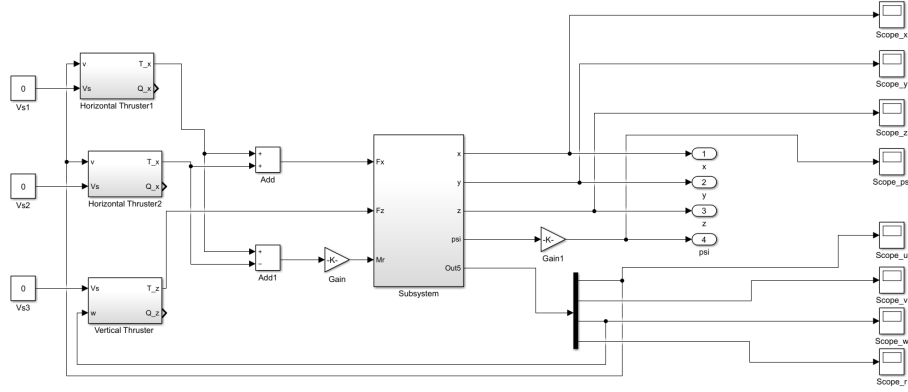 Scope_x
v
T_x
0
Vs
Q_x
Vs1
Horizontal Thruster1
Scope_y
Scope_z
+
+
Add
v
T_x
0
Vs
Q_x
Vs2
Horizontal Thruster2
Fx
x
1
x
y
2
y
Fz
z
3
z
Scope_ps
psi
-K-
Gain1
4
psi
+
−
Add1
-K-
Gain
Mr
Out5
Subsystem
Scope_u
0
Vs
T_z
Vs3
w
Q_z
Vertical Thruster
Scope_v
Scope_w
Scope_r